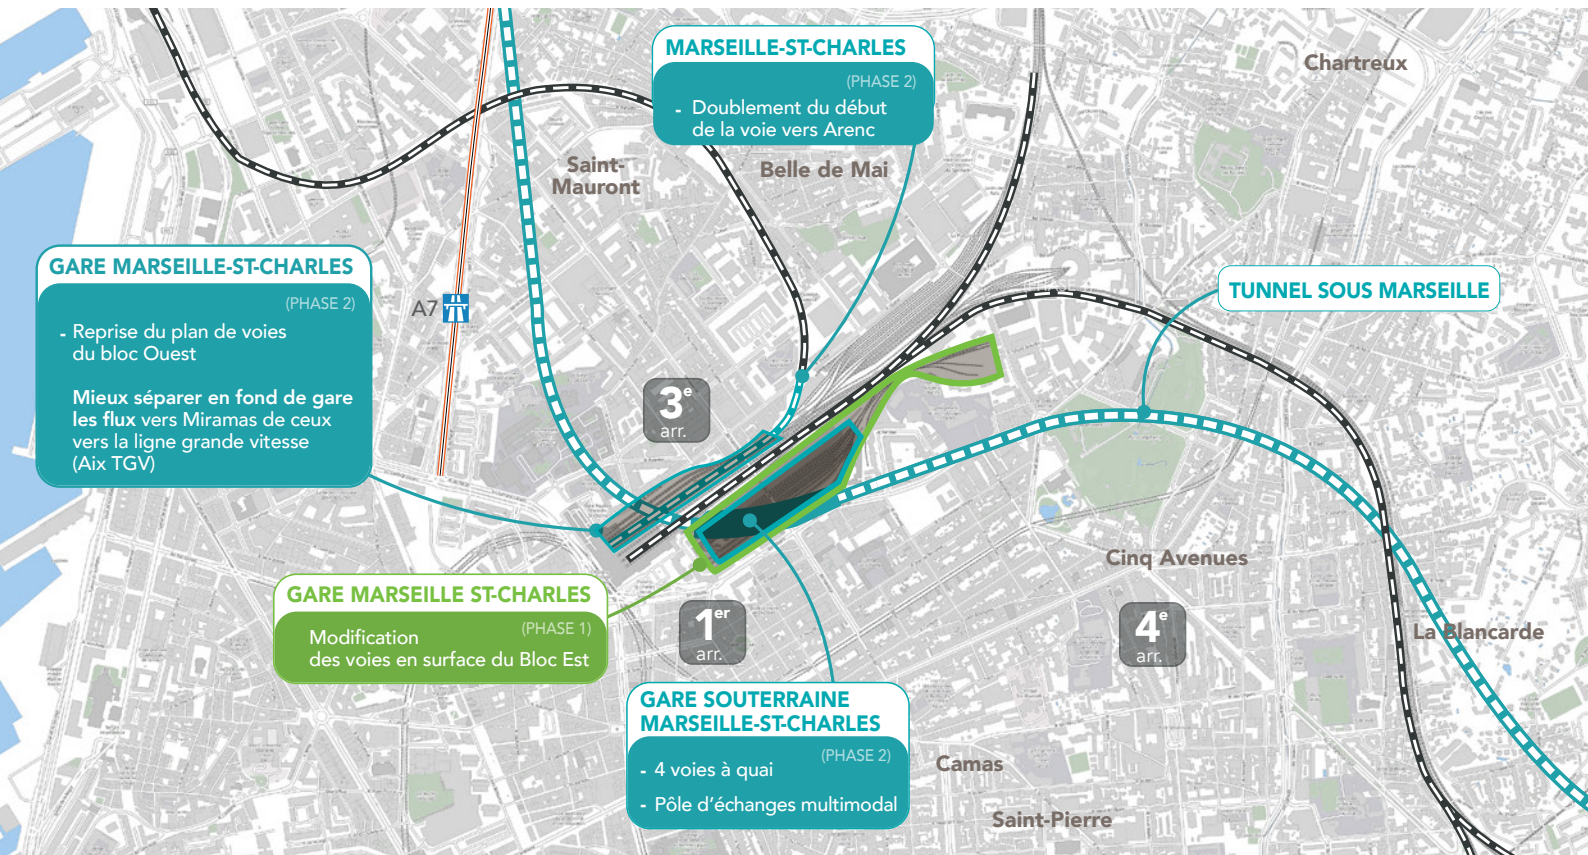 MARSEILLE-ST-CHARLES
(PHASE 2)
- Doublement du début
de la voie vers Arenc
Chartreux
Saint-
Mauront
Belle de Mai
GARE MARSEILLE-ST-CHARLES
(PHASE 2)
- Reprise du plan de voies
du bloc Ouest
Mieux séparer en fond de gare
les flux vers Miramas de ceux
vers la ligne grande vitesse
(Aix TGV)
A7
TUNNEL SOUS MARSEILLE
3e
arr.
Cinq Avenues
GARE MARSEILLE ST-CHARLES
(PHASE 1)
Modification
des voies en surface du Bloc Est
1er
arr.
4e
arr.
La Blancarde
GARE SOUTERRAINE
MARSEILLE-ST-CHARLES
(PHASE 2)
- 4 voies à quai
- Pôle d'échanges multimodal
Camas
Saint-Pierre